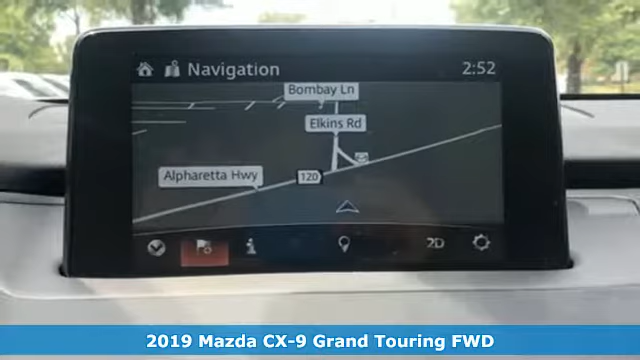 Navigation 2:52
Bombay Ln
Elkins Rd
Alpharetta Hwy
120
2D
2019 Mazda CX-9 Grand Touring FWD